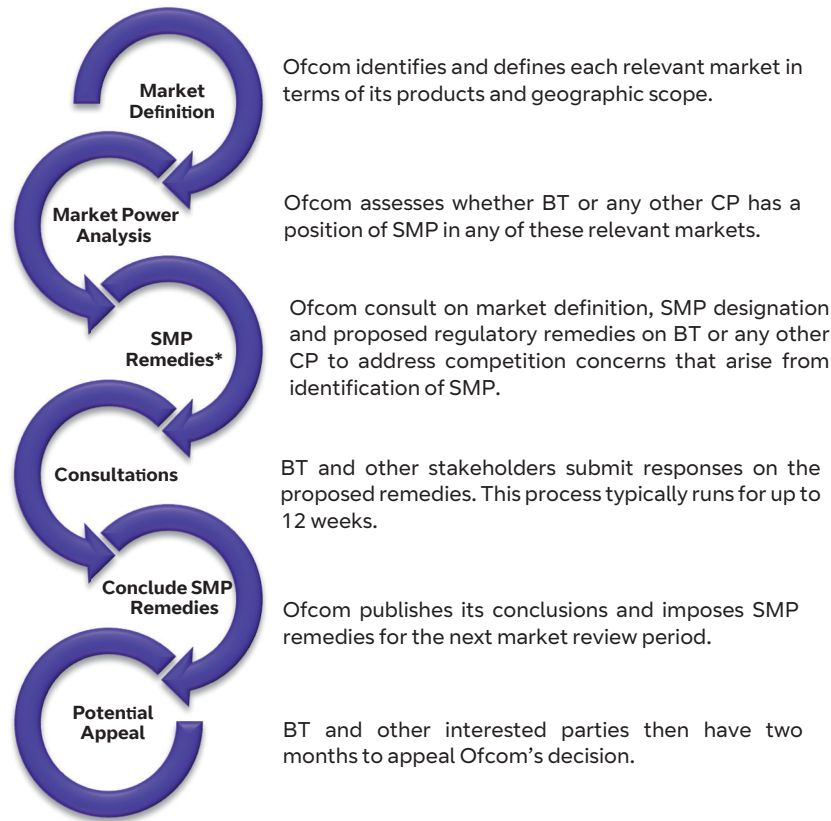 Market
Definition
Ofcom identifies and defines each relevant market in
terms of its products and geographic scope.
Market Power
Analysis
Ofcom assesses whether BT or any other CP has a
position of SMP in any of these relevant markets.
SMP
Remedies*
Ofcom consult on market definition, SMP designation
and proposed regulatory remedies on BT or any other
CP to address competition concerns that arise from
identification of SMP.
Consultations
BT and other stakeholders submit responses on the
proposed remedies. This process typically runs for up to
12 weeks.
Conclude SMP
Remedies
Ofcom publishes its conclusions and imposes SMP
remedies for the next market review period.
Potential
Appeal
BT and other interested parties then have two
months to appeal Ofcom’s decision.